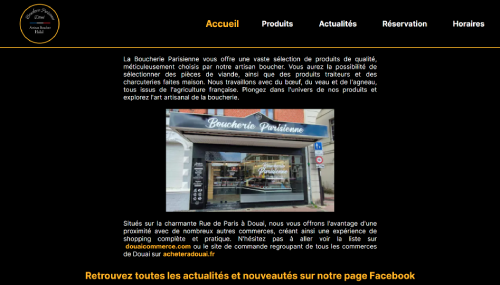 Accueil
Produits
Actualités
Réservation
Horaires
La Boucherie Parisienne vous offre une vaste sélection de produits de qualité,
méticuleusement choisis par notre artisan boucher. Vous aurez la possibilité de
sélectionner des pièces de viande, ainsi que des produits traiteurs et des
charcuteries faites maison. Nous travaillons avec du bœuf, du veau et de l'agneau,
tous issus de l'agriculture française. Plongez dans l'univers de nos produits et
explorez l'art artisanal de la boucherie.
Boucherie Parisienne
Situés sur la charmante Rue de Paris à Douai, nous vous offrons l'avantage d'une
proximité avec de nombreux autres commerces, créant ainsi une expérience de
shopping complète et pratique. N'hésitez pas à aller voir la liste sur
douaicommerce.com ou le site de commande regroupant de tous les commerces
de Douai sur acheteradouai.fr
Retrouvez toutes les actualités et nouveautés sur notre page Facebook